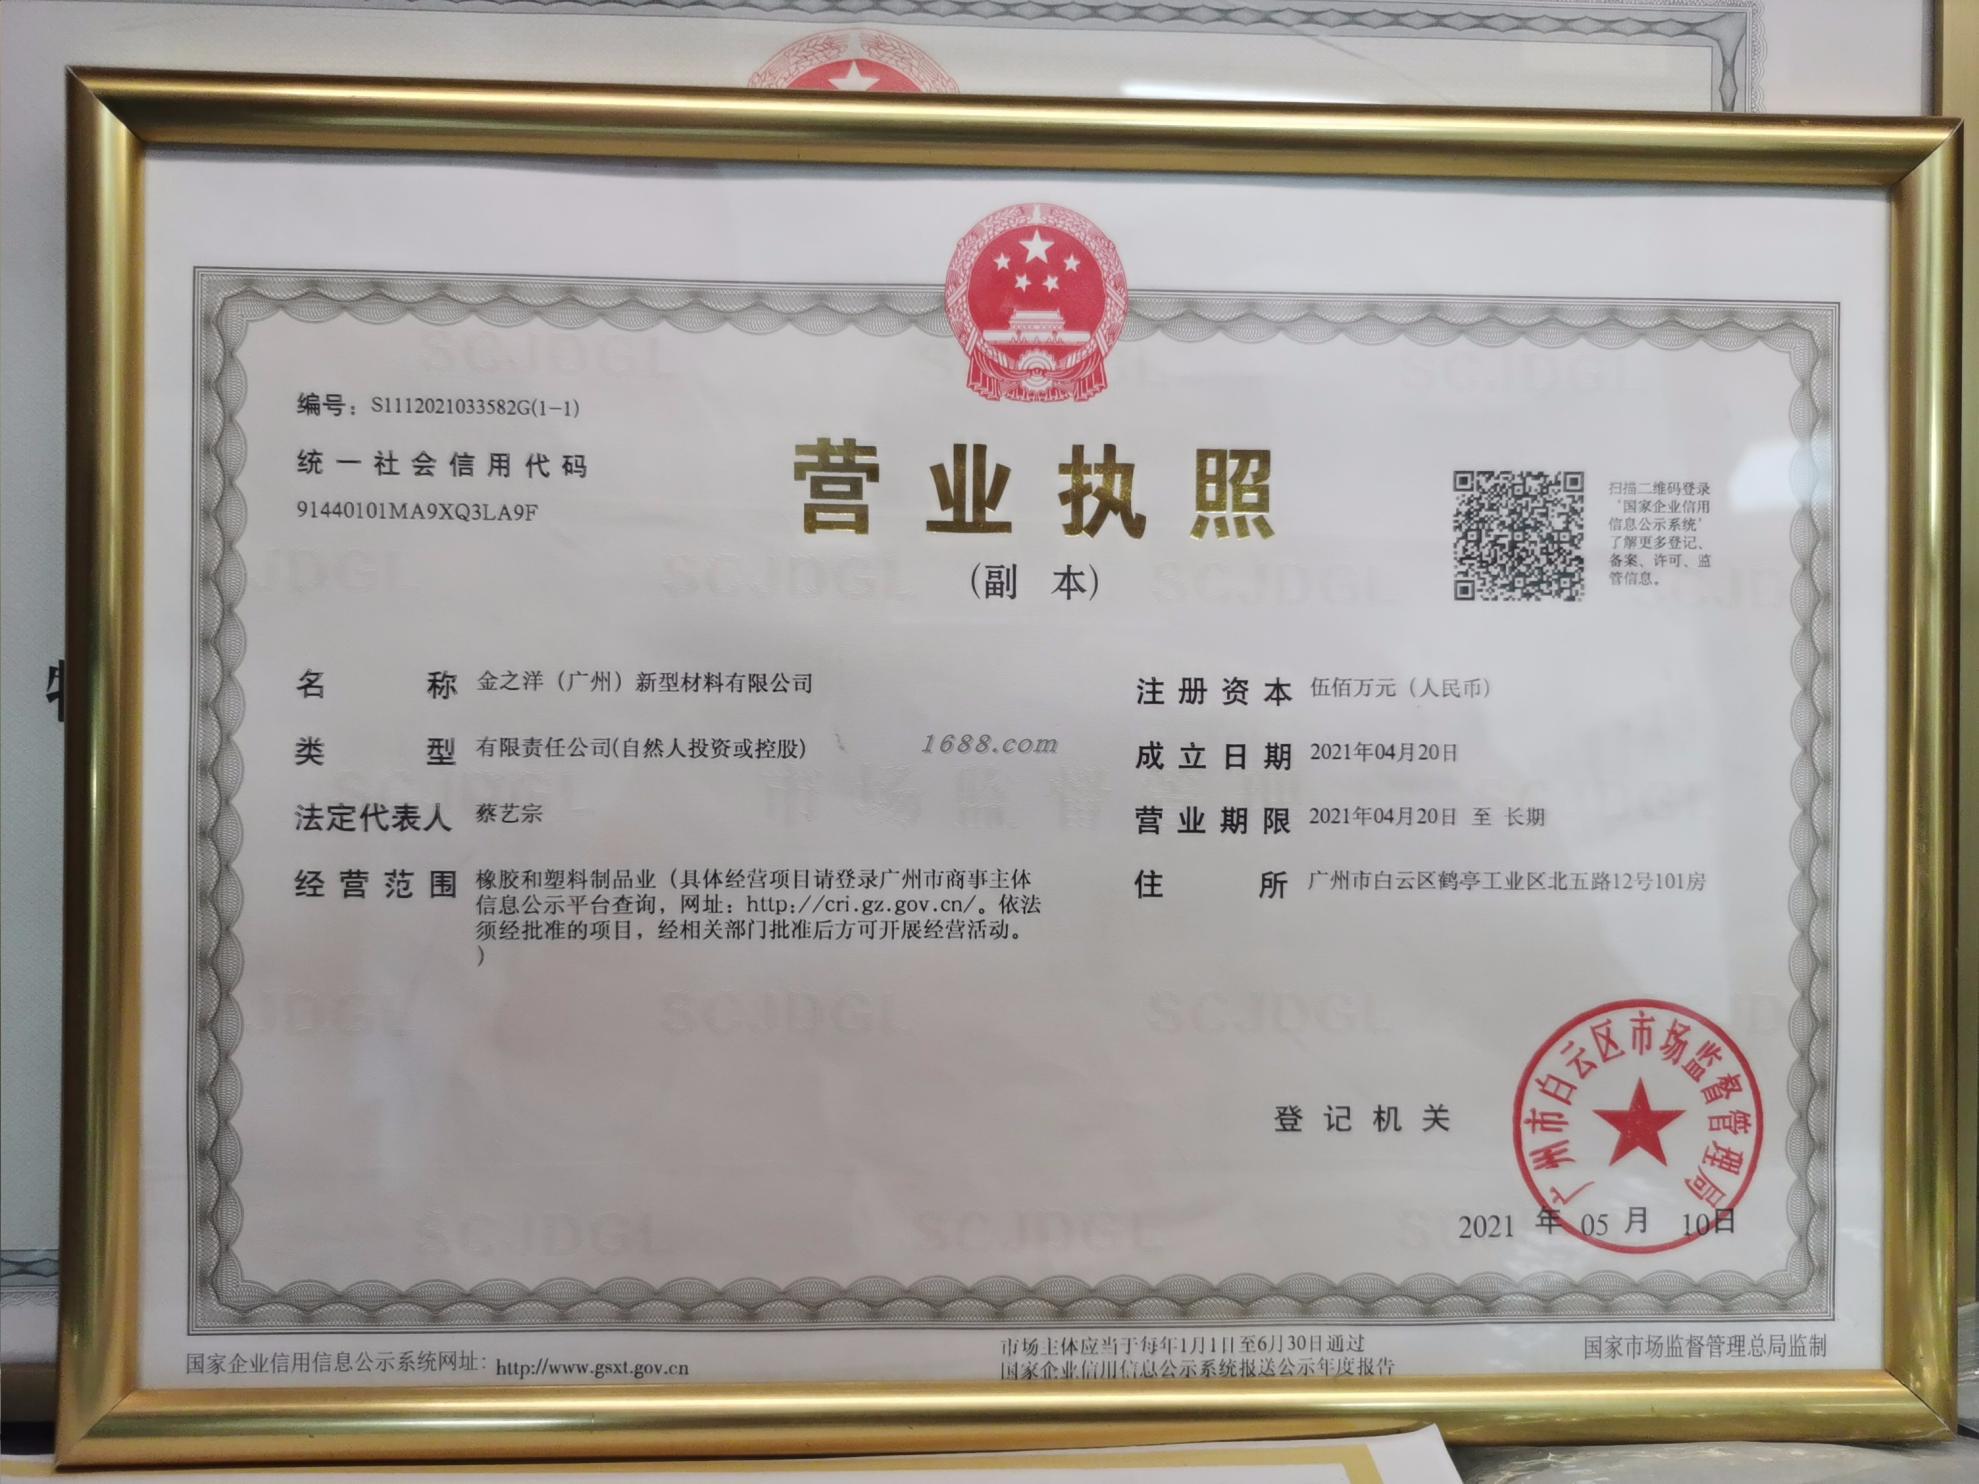 编号：S1112021033582G(1-1)
统一社会信用代码
91440101MA9XQ3LA9F
营业执照
(副 本)
扫描二维码登录
‘国家企业信用
信息公示系统’
了解更多登记、
备案、许可、监
管信息。
名 称 金之洋（广州）新型材料有限公司
类 型 有限责任公司(自然人投资或控股)
法定代表人 蔡艺宗
经营范围 橡胶和塑料制品业（具体经营项目请登录广州市商事主体
信息公示平台查询，网址：http://cri.gz.gov.cn/。依法
须经批准的项目，经相关部门批准后方可开展经营活动。
）
1688.com
注册资本 伍佰万元（人民币）
成立日期 2021年04月20日
营业期限 2021年04月20日 至 长期
住 所 广州市白云区鹤亭工业区北五路12号101房
登记机关
广州市白云区市场监督管理局
2021 年 05 月 10日
国家企业信用信息公示系统网址：http://www.gsxt.gov.cn
市场主体应当于每年1月1日至6月30日通过
国家企业信用信息公示系统报送公示年度报告
国家市场监督管理总局监制